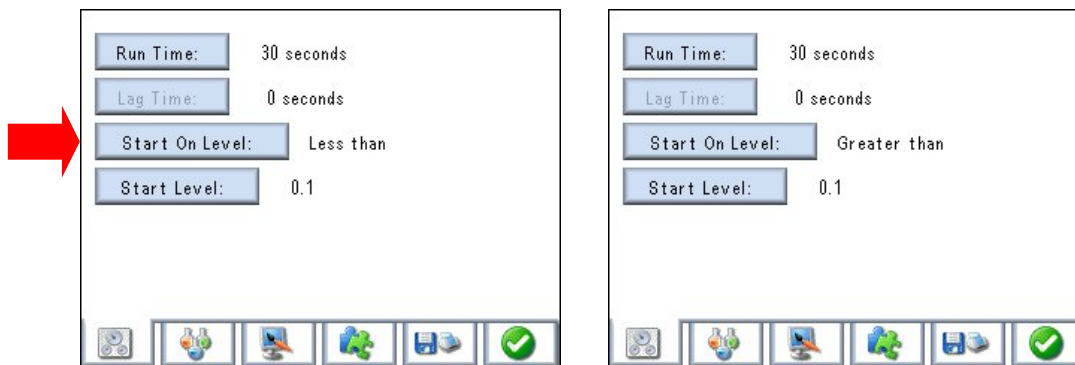 Run Time: 30 seconds
Lag Time: 0 seconds
Start On Level: Less than
Start Level: 0.1
Run Time: 30 seconds
Lag Time: 0 seconds
Start On Level: Greater than
Start Level: 0.1